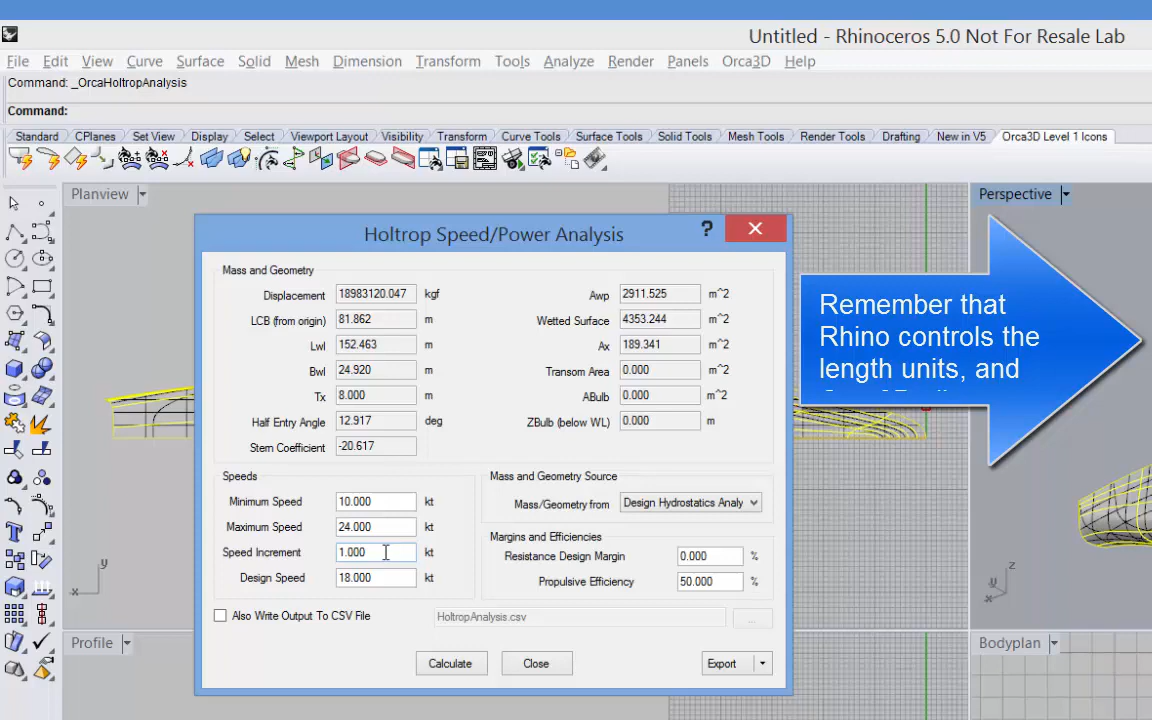 Untitled - Rhinoceros 5.0 Not For Resale Lab
File Edit View Curve Surface Solid Mesh Dimension Transform Tools Analyze Render Panels Orca3D Help
Command: _OrcaHoltropAnalysis
Command:
Standard CPlanes Set View Display Select Viewport Layout Visibility Transform Curve Tools Surface Tools Solid Tools Mesh Tools Render Tools Drafting New in V5 Orca3D Level 1 Icons
Planview
Perspective
Holtrop Speed/Power Analysis
?
Mass and Geometry
Displacement 18983120.047 kgf
LCB (from origin) 81.862 m
Lwl 152.463 m
Bwl 24.920 m
Tx 8.000 m
Half Entry Angle 12.917 deg
Stem Coefficient -20.617
Awp 2911.525 m^2
Wetted Surface 4353.244 m^2
Ax 189.341 m^2
Transom Area 0.000 m^2
ABulb 0.000 m^2
ZBulb (below WL) 0.000 m
Speeds
Minimum Speed 10.000 kt
Maximum Speed 24.000 kt
Speed Increment 1.000 kt
Design Speed 18.000 kt
Mass and Geometry Source
Mass/Geometry from Design Hydrostatics Analy
Margins and Efficiencies
Resistance Design Margin 0.000 %
Propulsive Efficiency 50.000 %
Also Write Output To CSV File HoltropAnalysis.csv ...
Calculate Close Export
Remember that
Rhino controls the
length units, and
y
x
z
y
x
Profile
Bodyplan